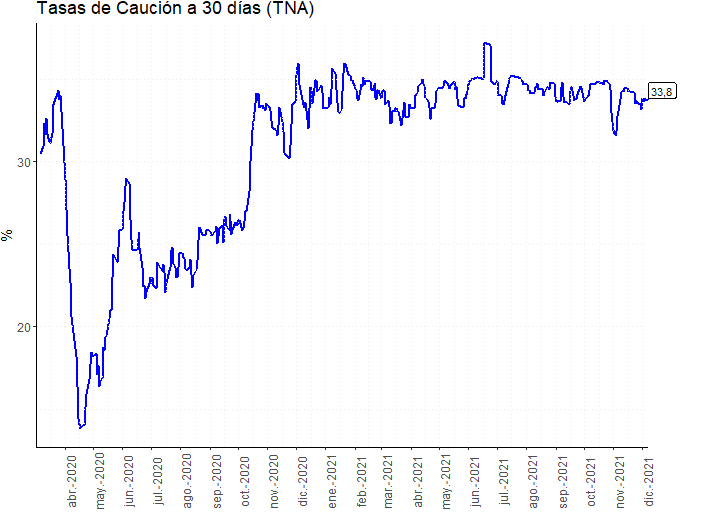 Tasas de Caución a 30 días (TNA)
33,8
30
20
%
abr.-2020
may.-2020
jun.-2020
jul.-2020
ago.-2020
sep.-2020
oct.-2020
nov.-2020
dic.-2020
ene.-2021
feb.-2021
mar.-2021
abr.-2021
may.-2021
jun.-2021
jul.-2021
ago.-2021
sep.-2021
oct.-2021
nov.-2021
dic.-2021